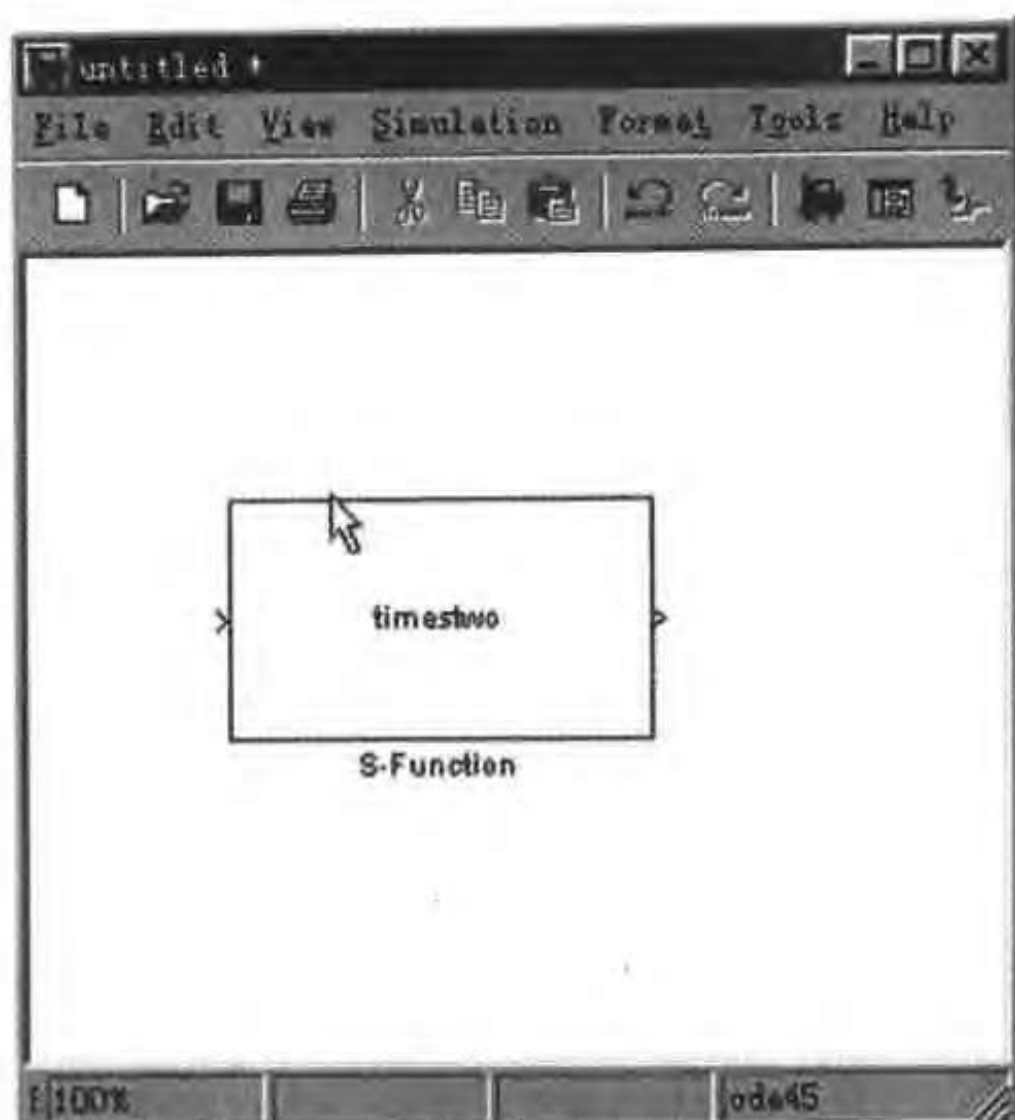 untitled *
File Edit View Simulation Format Tools Help
timestwo
S-Function
100% ode45